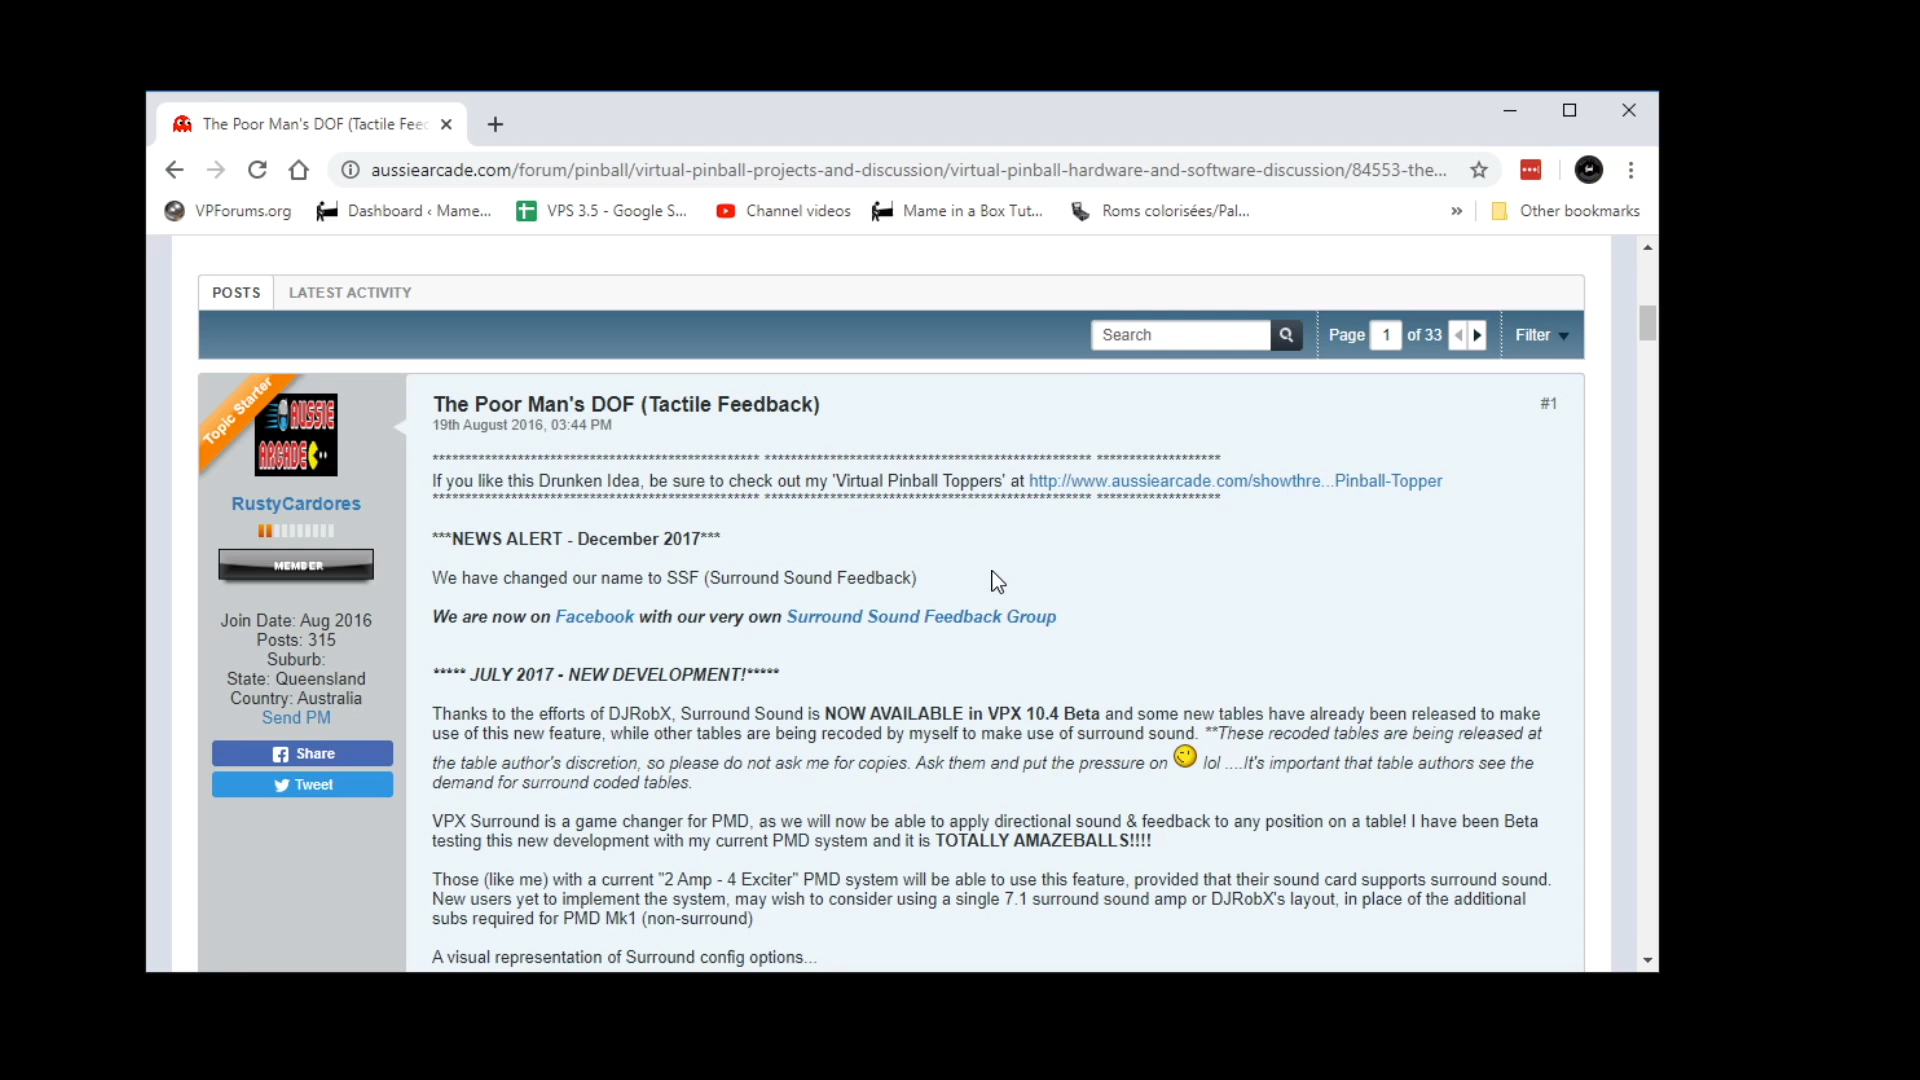 The Poor Man's DOF (Tactile Feec
aussiearcade.com/forum/pinball/virtual-pinball-projects-and-discussion/virtual-pinball-hardware-and-software-discussion/84553-the...
VPForums.org
Dashboard ‹ Mame...
VPS 3.5 - Google S...
Channel videos
Mame in a Box Tut...
Roms colorisées/Pal...
»
Other bookmarks
POSTS
LATEST ACTIVITY
Search
Page 1 of 33
Filter
Topic Starter
AUSSIE
ARCADE
RustyCardores
MEMBER
Join Date: Aug 2016
Posts: 315
Suburb:
State: Queensland
Country: Australia
Send PM
Share
Tweet
The Poor Man's DOF (Tactile Feedback)
#1
19th August 2016, 03:44 PM
If you like this Drunken Idea, be sure to check out my 'Virtual Pinball Toppers' at http://www.aussiearcade.com/showthre...Pinball-Topper
***NEWS ALERT - December 2017***
We have changed our name to SSF (Surround Sound Feedback)
We are now on Facebook with our very own Surround Sound Feedback Group
***** JULY 2017 - NEW DEVELOPMENT!*****
Thanks to the efforts of DJRobX, Surround Sound is NOW AVAILABLE in VPX 10.4 Beta and some new tables have already been released to make
use of this new feature, while other tables are being recoded by myself to make use of surround sound. **These recoded tables are being released at
the table author's discretion, so please do not ask me for copies. Ask them and put the pressure on lol ....It's important that table authors see the
demand for surround coded tables.
VPX Surround is a game changer for PMD, as we will now be able to apply directional sound & feedback to any position on a table! I have been Beta
testing this new development with my current PMD system and it is TOTALLY AMAZEBALLS!!!!
Those (like me) with a current "2 Amp - 4 Exciter" PMD system will be able to use this feature, provided that their sound card supports surround sound.
New users yet to implement the system, may wish to consider using a single 7.1 surround sound amp or DJRobX's layout, in place of the additional
subs required for PMD Mk1 (non-surround)
A visual representation of Surround config options...